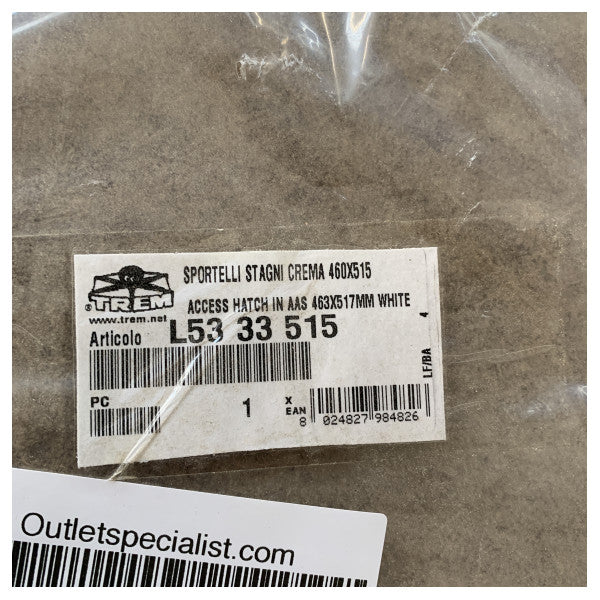 SPORTELLI STAGNI CREMA 460X515
® TREM
ACCESS HATCH IN AAS 463X517MM WHITE
www.trem.net
Articolo L53 33 515
LF/BA 4
PC 1 X
EAN
8 024827 984826
Outletspecialist.com